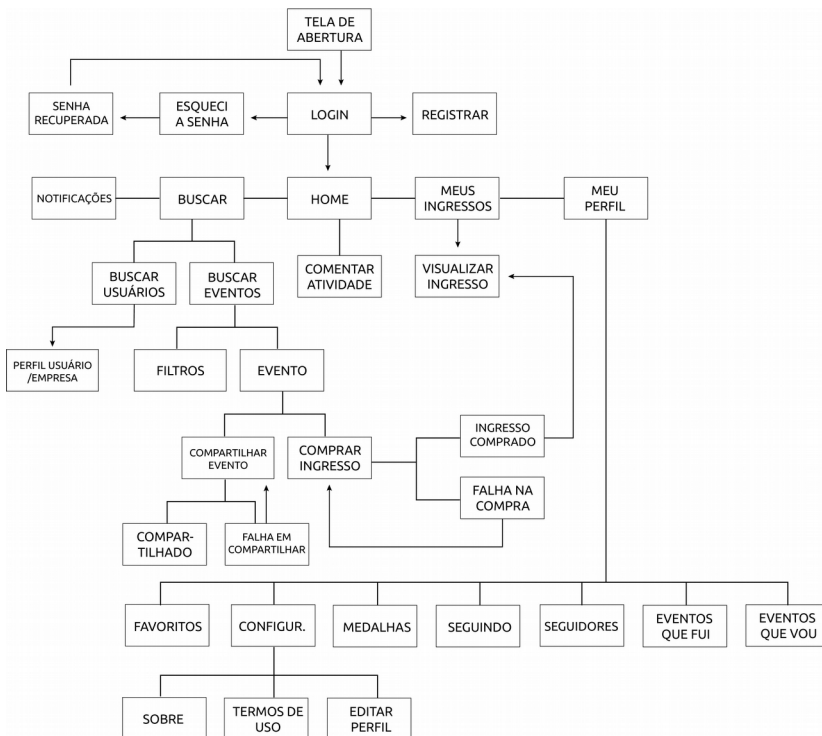 TELA DE
ABERTURA
SENHA
RECUPERADA
ESQUECI
A SENHA
LOGIN
REGISTRAR
NOTIFICAÇÕES
BUSCAR
HOME
MEUS
INGRESSOS
MEU
PERFIL
BUSCAR
USUÁRIOS
BUSCAR
EVENTOS
COMENTAR
ATIVIDADE
VISUALIZAR
INGRESSO
PERFIL USUÁRIO
/EMPRESA
FILTROS
EVENTO
COMPARTILHAR
EVENTO
COMPRAR
INGRESSO
INGRESSO
COMPRADO
FALHA NA
COMPRA
COMPAR-
TILHADO
FALHA EM
COMPARTILHAR
FAVORITOS
CONFIGUR.
MEDALHAS
SEGUINDO
SEGUIDORES
EVENTOS
QUE FUI
EVENTOS
QUE VOU
SOBRE
TERMOS DE
USO
EDITAR
PERFIL